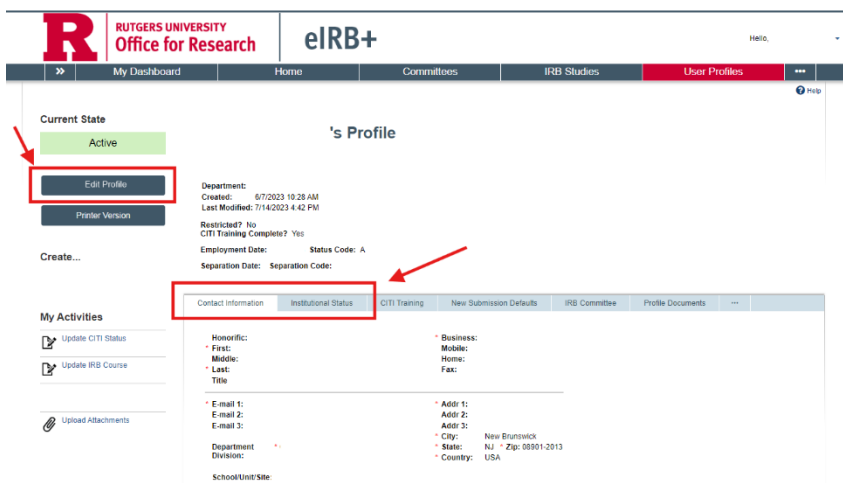 RUTGERS UNIVERSITY
Office for Research
eIRB+
Hello,
» My Dashboard Home Committees IRB Studies User Profiles •••
? Help
Current State
Active
's Profile
Edit Profile
Printer Version
Department:
Created: 6/7/2023 10:28 AM
Last Modified: 7/14/2023 4:42 PM
Restricted? No
CITI Training Complete? Yes
Employment Date: Status Code: A
Separation Date: Separation Code:
Create...
Contact Information Institutional Status CITI Training New Submission Defaults IRB Committee Profile Documents •••
My Activities
Update CITI Status
Update IRB Course
Upload Attachments
Honorific: * Business:
* First: Mobile:
Middle: Home:
* Last: Fax:
Title
* E-mail 1: * Addr 1:
E-mail 2: Addr 2:
E-mail 3: Addr 3:
* City: New Brunswick
Department * * State: NJ * Zip: 08901-2013
Division: * Country: USA
School/Unit/Site: